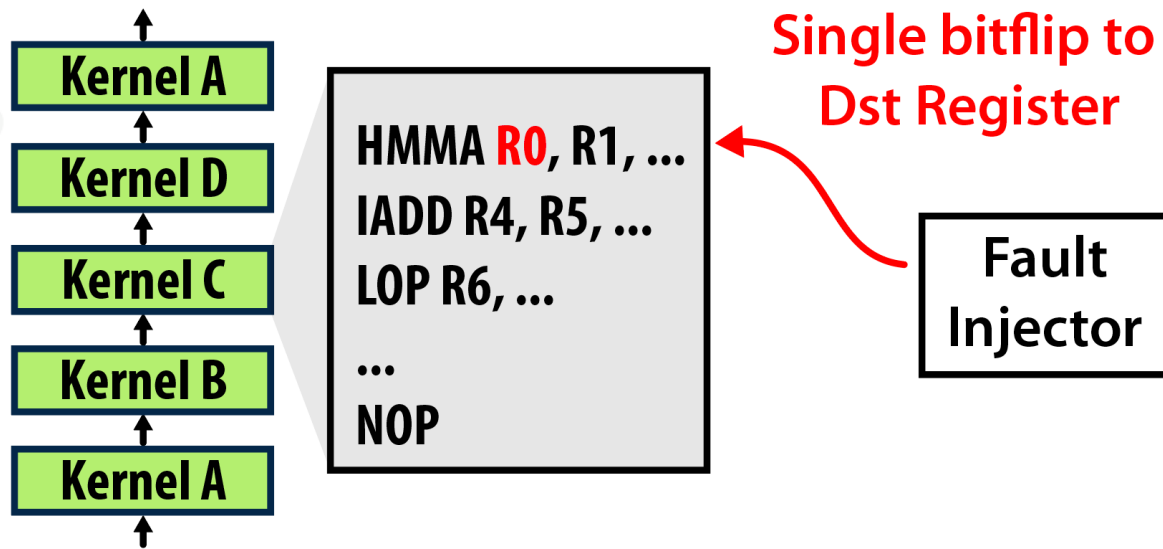 Kernel A
Kernel D
Kernel C
Kernel B
Kernel A
HMMA R0, R1, ...
IADD R4, R5, ...
LOP R6, ...
...
NOP
Single bitflip to
Dst Register
Fault
Injector